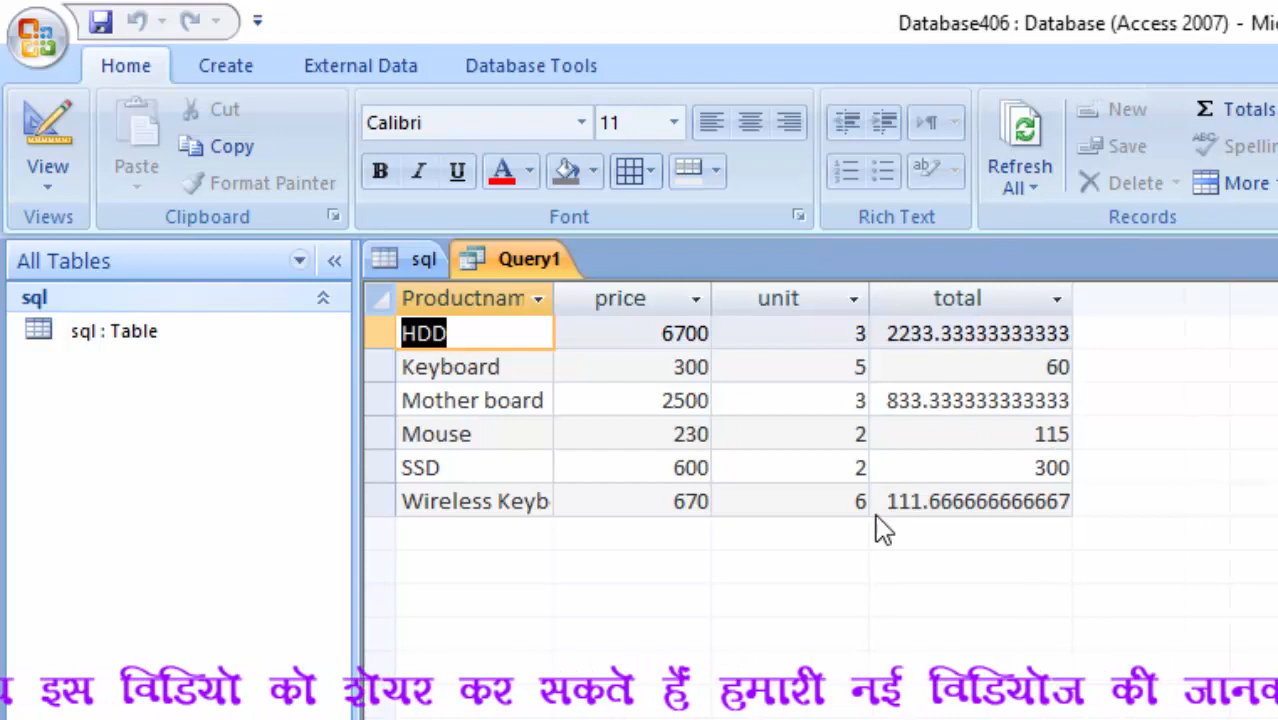 Database406 : Database (Access 2007) -
Home Create External Data Database Tools
Calibri 11
New Totals
Cut
Copy
Save
View Paste Refresh All
Format Painter
B I U A
Delete More
Views Clipboard Font Rich Text Records
All Tables
sql Query1
sql
sql : Table
Productnam price unit total
HDD 6700 3 2233.33333333333
Keyboard 300 5 60
Mother board 2500 3 833.333333333333
Mouse 230 2 115
SSD 600 2 300
Wireless Keyb 670 6 111.666666666667
इस विडियो को शेयर कर सकते हैं हमारी नई विडियोज की